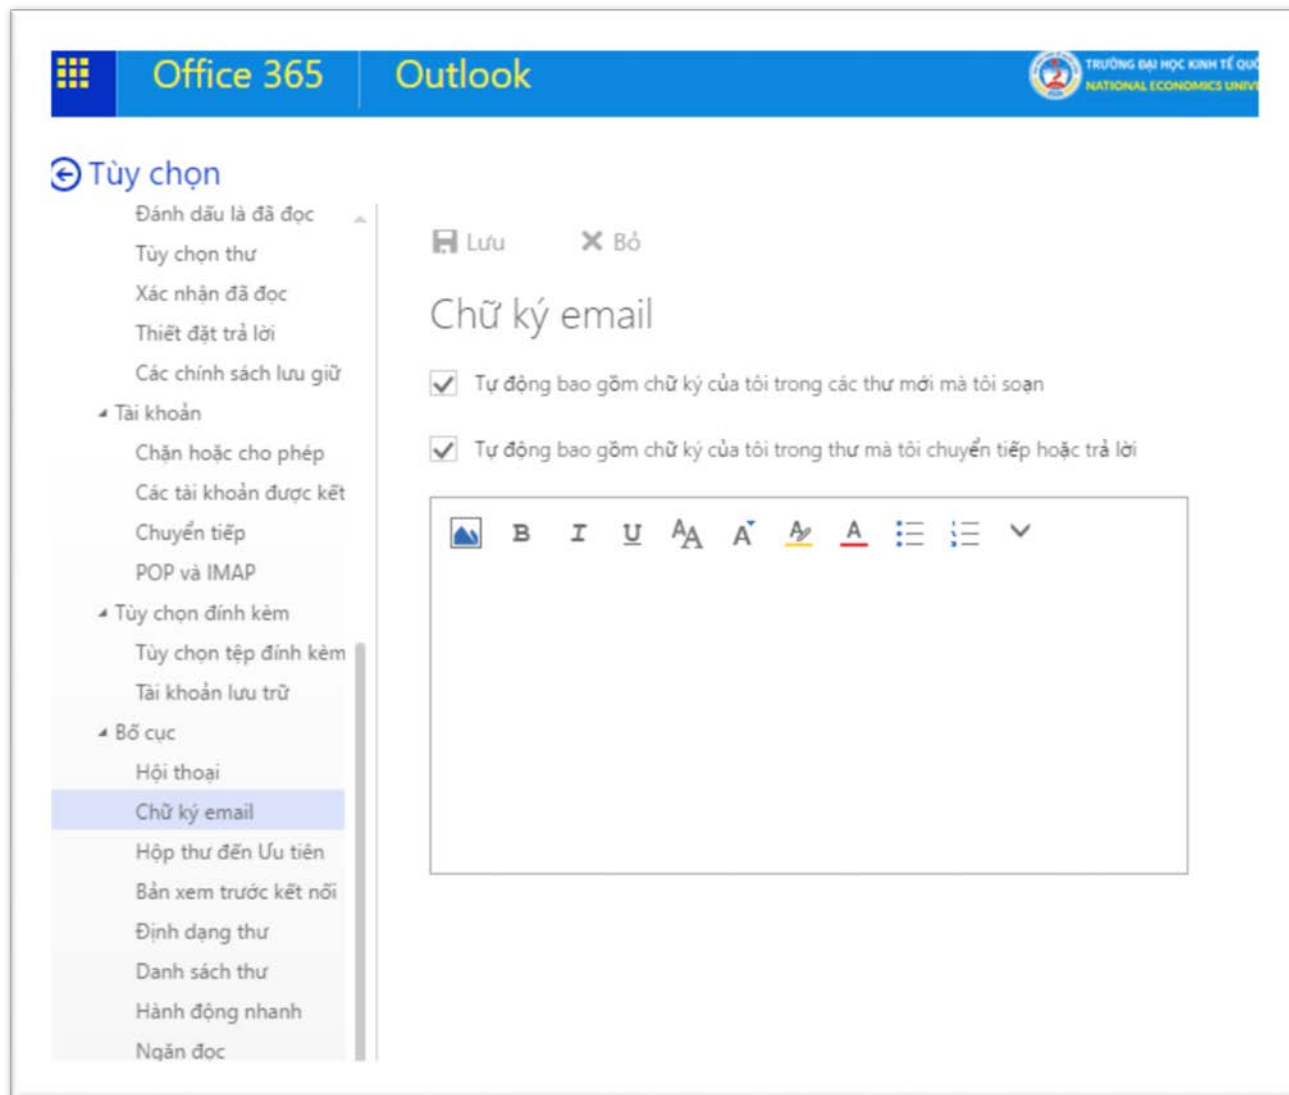 Office 365
Outlook
TRƯỜNG ĐẠI HỌC KINH TẾ
NATIONAL ECONOMICS
Tùy chọn
Đánh dấu là đã đọc
Tùy chọn thư
Xác nhận đã đọc
Thiết đặt trả lời
Các chính sách lưu giữ
Tài khoản
Chặn hoặc cho phép
Các tài khoản được kết
Chuyển tiếp
POP và IMAP
Tùy chọn đính kèm
Tùy chọn tệp đính kèm
Tài khoản lưu trữ
Bố cục
Hội thoại
Chữ ký email
Hộp thư đến Ưu tiên
Bản xem trước kết nối
Định dạng thư
Danh sách thư
Hành động nhanh
Ngăn đọc
Lưu
Bỏ
Chữ ký email
Tự động bao gồm chữ ký của tôi trong các thư mới mà tôi soạn
Tự động bao gồm chữ ký của tôi trong thư mà tôi chuyển tiếp hoặc trả lời
B I U AA A A A